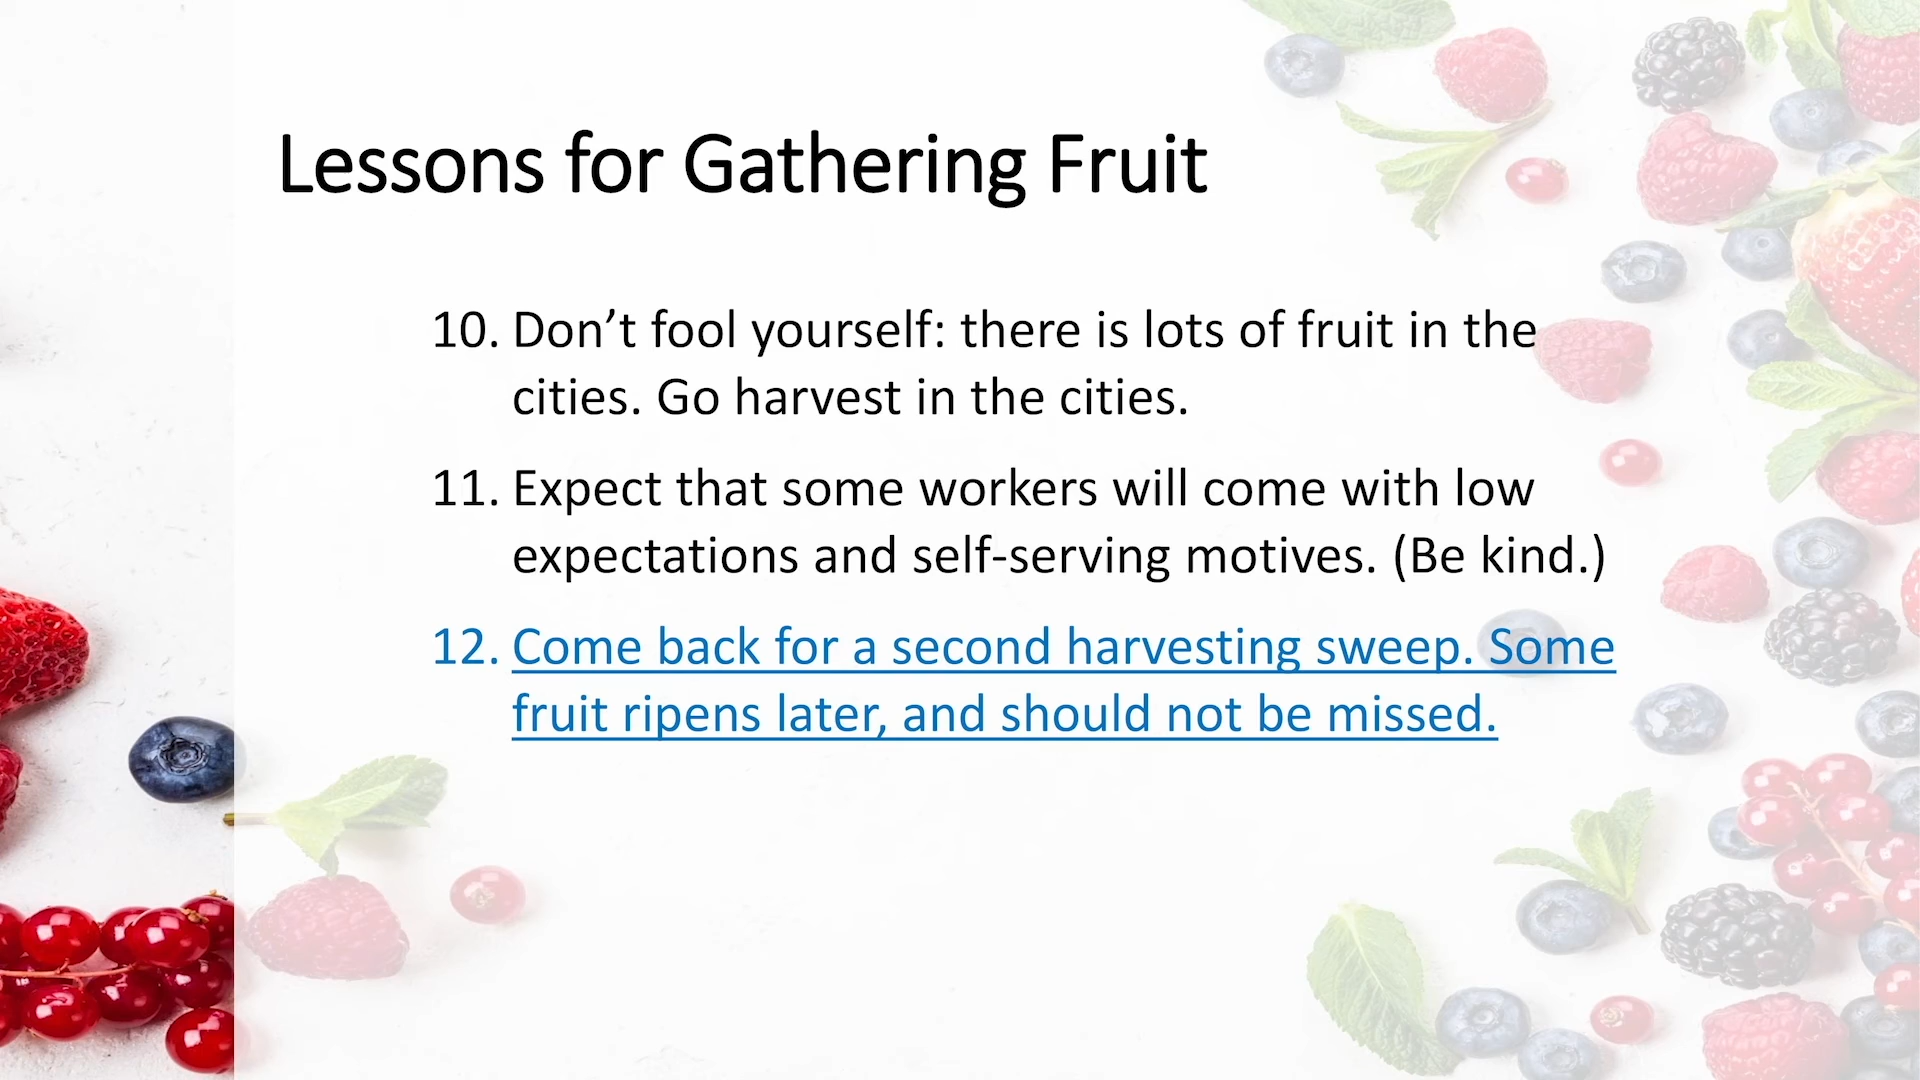 Lessons for Gathering Fruit
10. Don’t fool yourself: there is lots of fruit in the
cities. Go harvest in the cities.
11. Expect that some workers will come with low
expectations and self-serving motives. (Be kind.)
12. Come back for a second harvesting sweep. Some
fruit ripens later, and should not be missed.